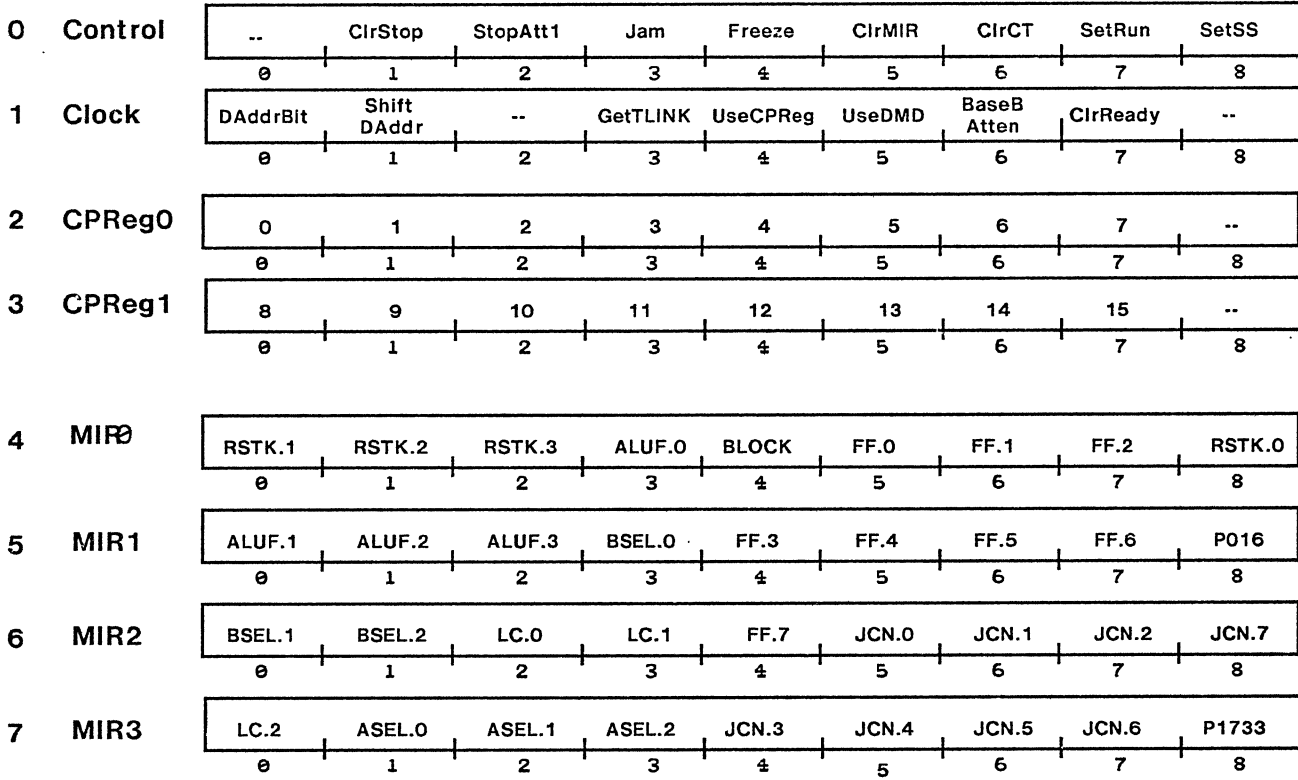 0 Control -- ClrStop StopAtt1 Jam Freeze ClrMIR ClrCT SetRun SetSS
0 1 2 3 4 5 6 7 8
1 Clock DAddrBit Shift DAddr -- GetTLINK UseCPReg UseDMD BaseB Atten ClrReady --
0 1 2 3 4 5 6 7 8
2 CPReg0 0 1 2 3 4 5 6 7 --
0 1 2 3 4 5 6 7 8
3 CPReg1 8 9 10 11 12 13 14 15 --
0 1 2 3 4 5 6 7 8
4 MIR0 RSTK.1 RSTK.2 RSTK.3 ALUF.0 BLOCK FF.0 FF.1 FF.2 RSTK.0
0 1 2 3 4 5 6 7 8
5 MIR1 ALUF.1 ALUF.2 ALUF.3 BSEL.0 FF.3 FF.4 FF.5 FF.6 P016
0 1 2 3 4 5 6 7 8
6 MIR2 BSEL.1 BSEL.2 LC.0 LC.1 FF.7 JCN.0 JCN.1 JCN.2 JCN.7
0 1 2 3 4 5 6 7 8
7 MIR3 LC.2 ASEL.0 ASEL.1 ASEL.2 JCN.3 JCN.4 JCN.5 JCN.6 P1733
0 1 2 3 4 5 6 7 8